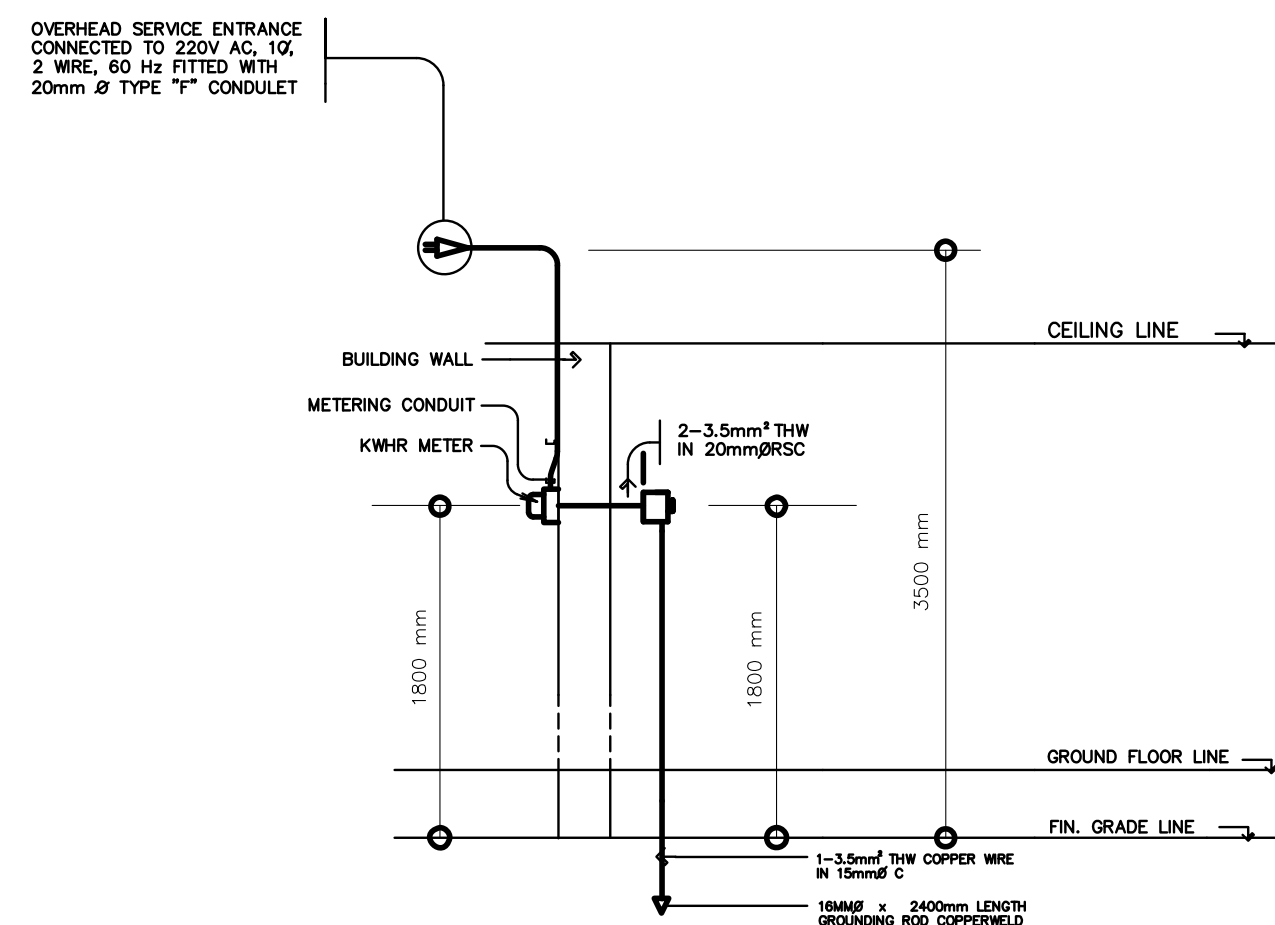 OVERHEAD SERVICE ENTRANCE
CONNECTED TO 220V AC, 1Ø,
2 WIRE, 60 Hz FITTED WITH
20mm Ø TYPE "F" CONDULET
CEILING LINE
BUILDING WALL
METERING CONDUIT
KWHR METER
2-3.5mm² THW
IN 20mmØRSC
3500 mm
1800 mm
1800 mm
GROUND FLOOR LINE
FIN. GRADE LINE
1-3.5mm² THW COPPER WIRE
IN 15mmØ C
16MMØ x 2400mm LENGTH
GROUNDING ROD COPPERWELD